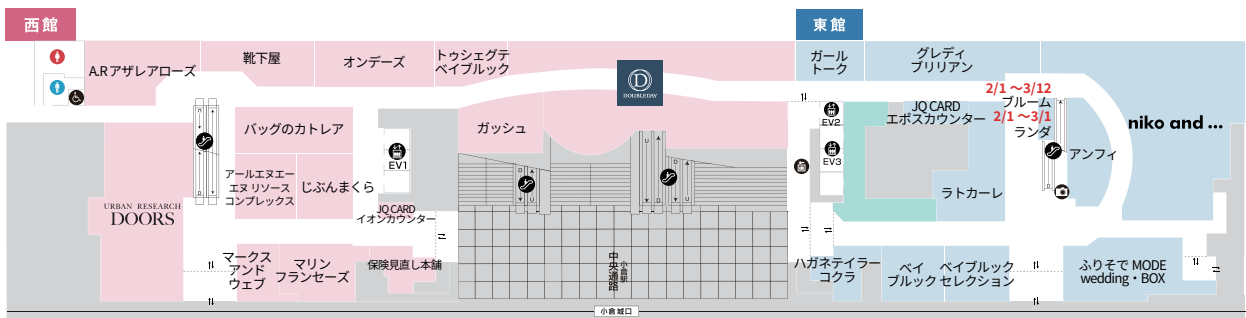 西館
東館
A.R アザレアローズ
靴下屋
オンデーズ
トゥシェグテ
ベイブルック
D
DOUBLEDAY
ガール
トーク
グレディ
ブリリアン
2/1 〜3/12
ブルーム
2/1 〜3/1
ランダ
JQ CARD
エポスカウンター
niko and ...
アンフィ
EV2
EV3
ラトカーレ
バッグのカトレア
ガッシュ
EV1
アールエヌエー
エヌ リソース
コンプレックス
じぶんまくら
JQ CARD
イオンカウンター
URBAN RESEARCH
DOORS
マークス
アンド
ウェブ
マリン
フランセーズ
保険見直し本舗
小倉駅
中央通路
ハガネテイラー
コクラ
ベイ
ブルック
ベイブルック
セレクション
ふりそで MODE
wedding・BOX
小倉城口